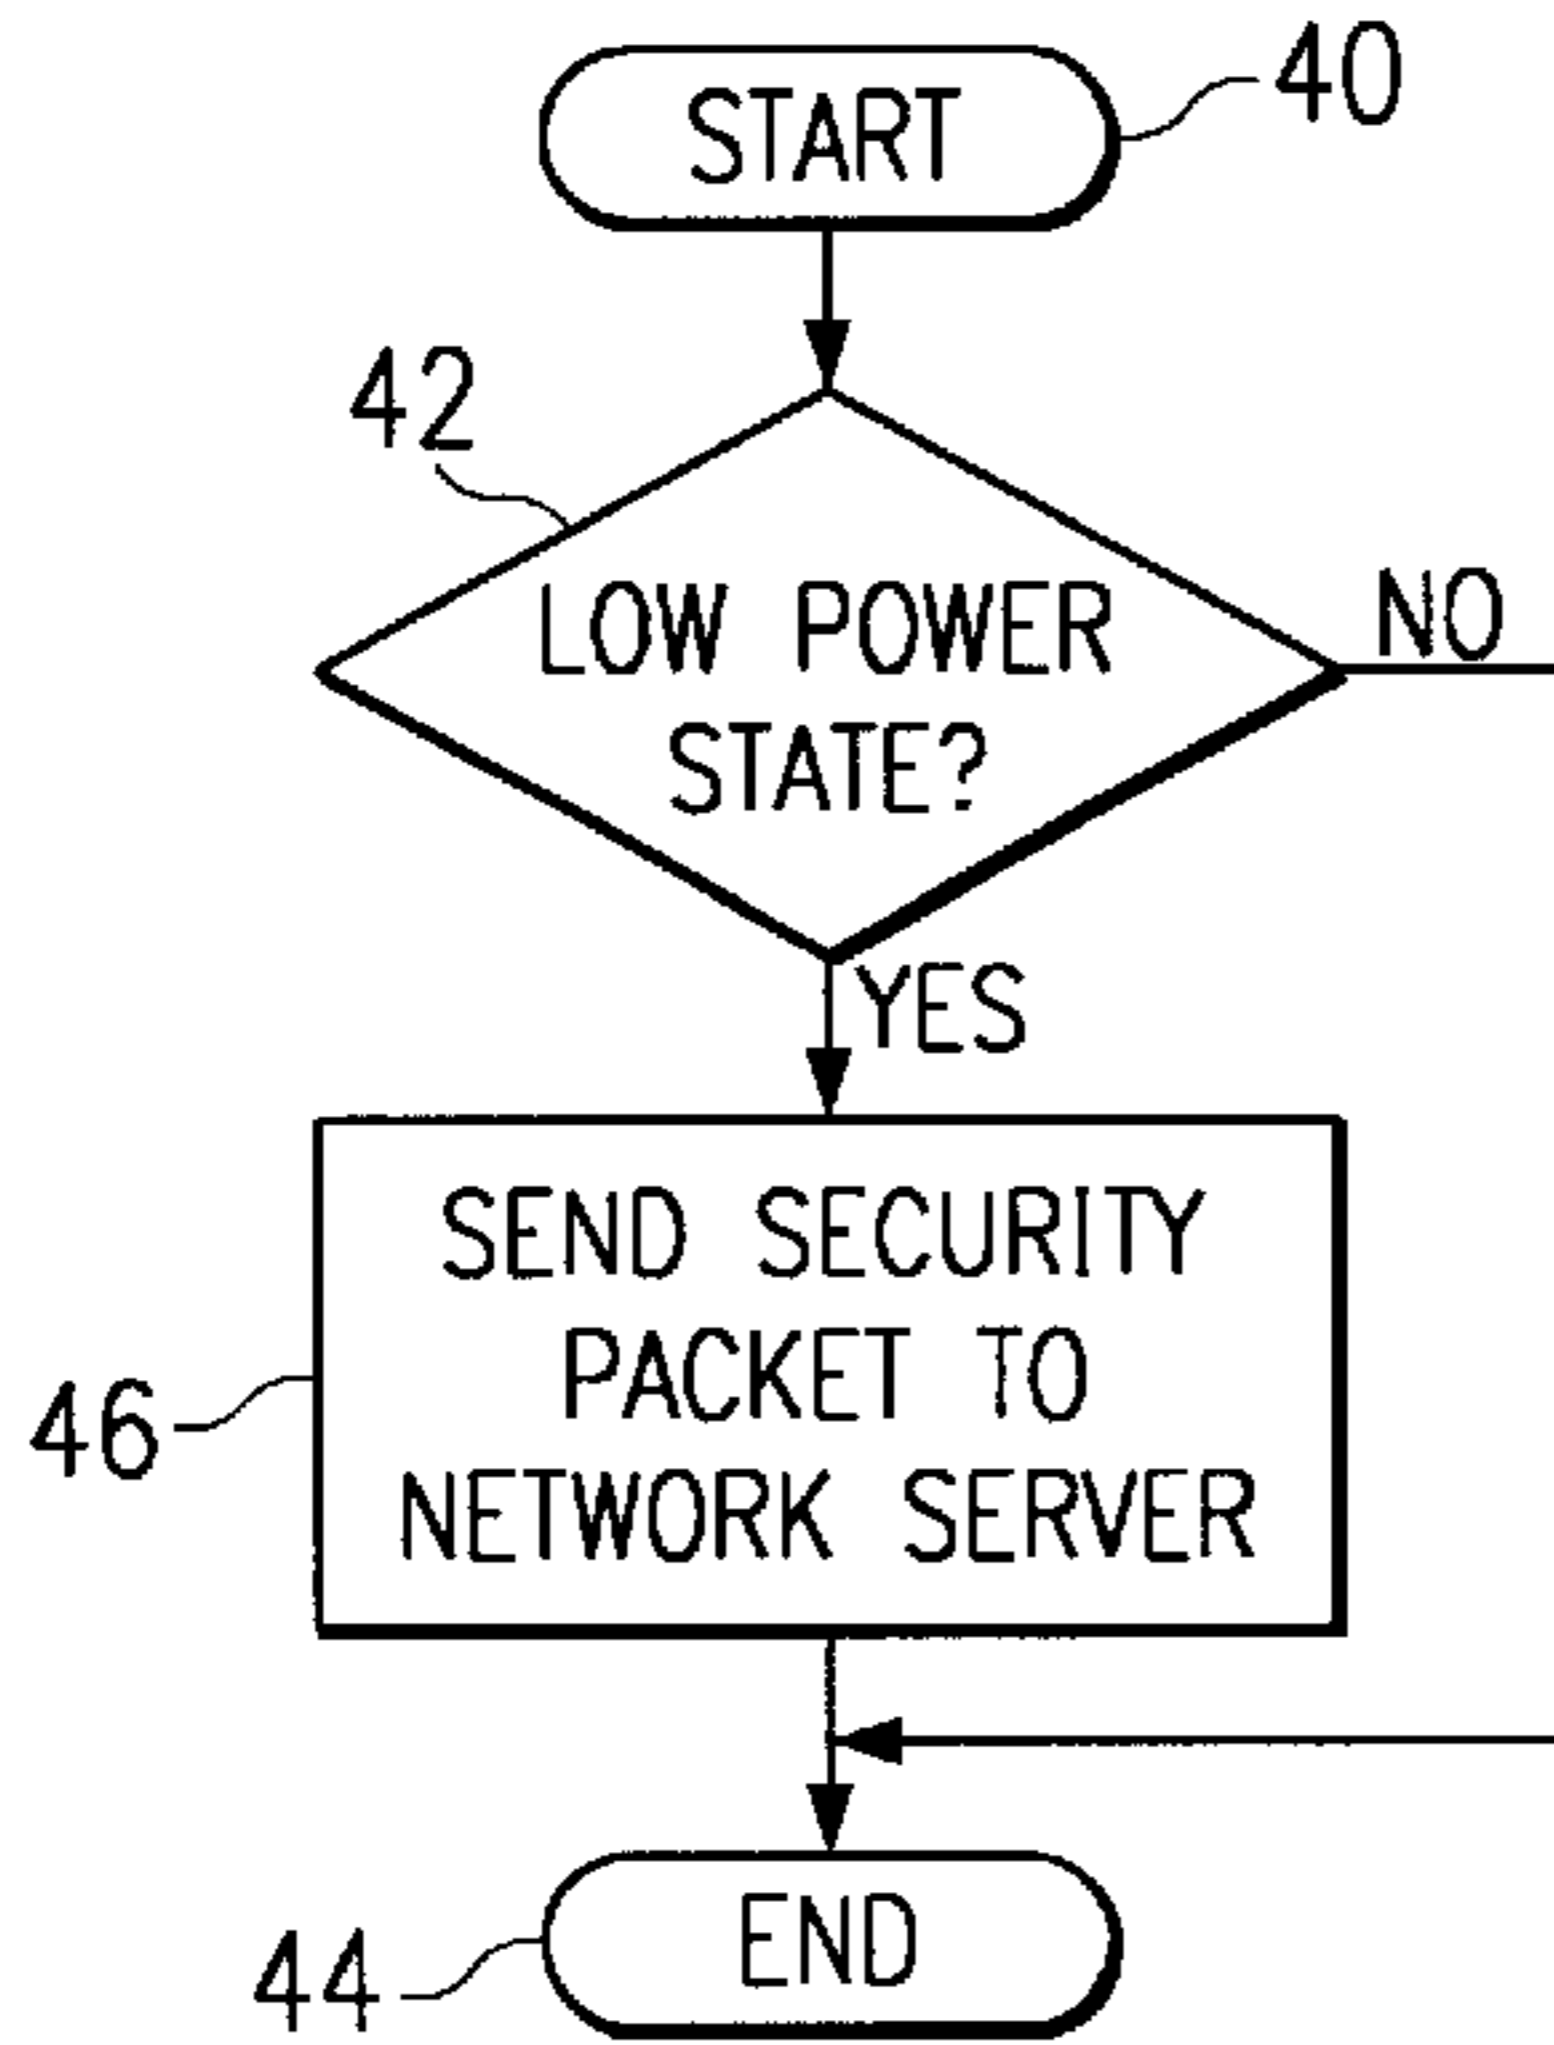 START
40
42
LOW POWER
STATE?
NO
YES
SEND SECURITY
PACKET TO
NETWORK SERVER
46
END
44